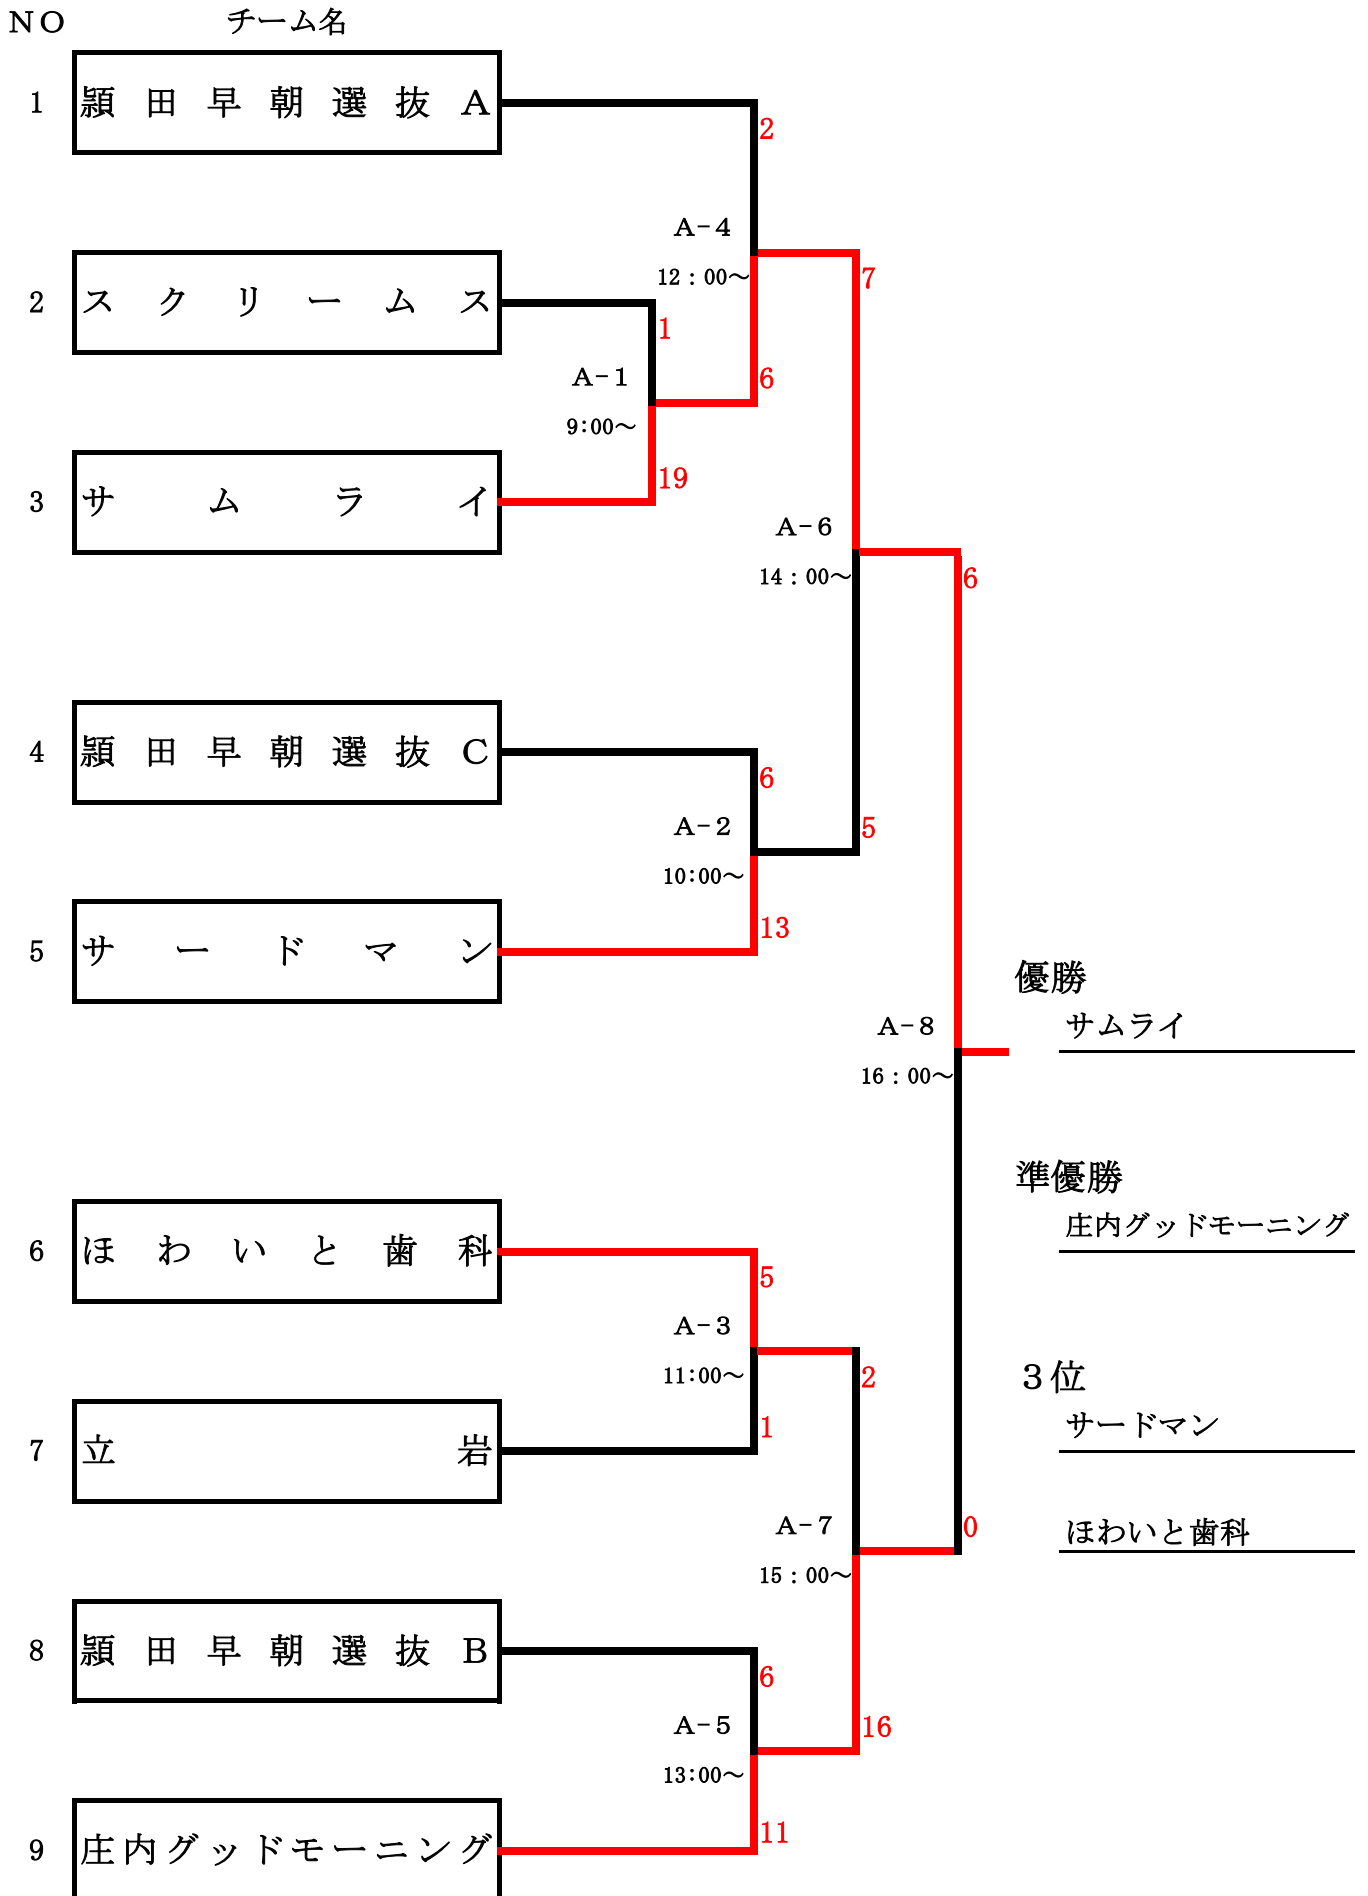 ＮＯ　チーム名
1　頴田早朝選抜Ａ
2
A-4
12：00～
7
2　スクリームス
1
A-1
6
9:00～
19
3　サムライ
A-6
14：00～
6
4　頴田早朝選抜Ｃ
6
A-2
5
10:00～
13
5　サードマン
優勝
サムライ
A-8
16：00～
準優勝
庄内グッドモーニング
6　ほわいと歯科
5
A-3
11:00～
2
３位
サードマン
1
7　立岩
A-7
0
ほわいと歯科
15：00～
8　頴田早朝選抜Ｂ
6
A-5
16
13:00～
11
9　庄内グッドモーニング